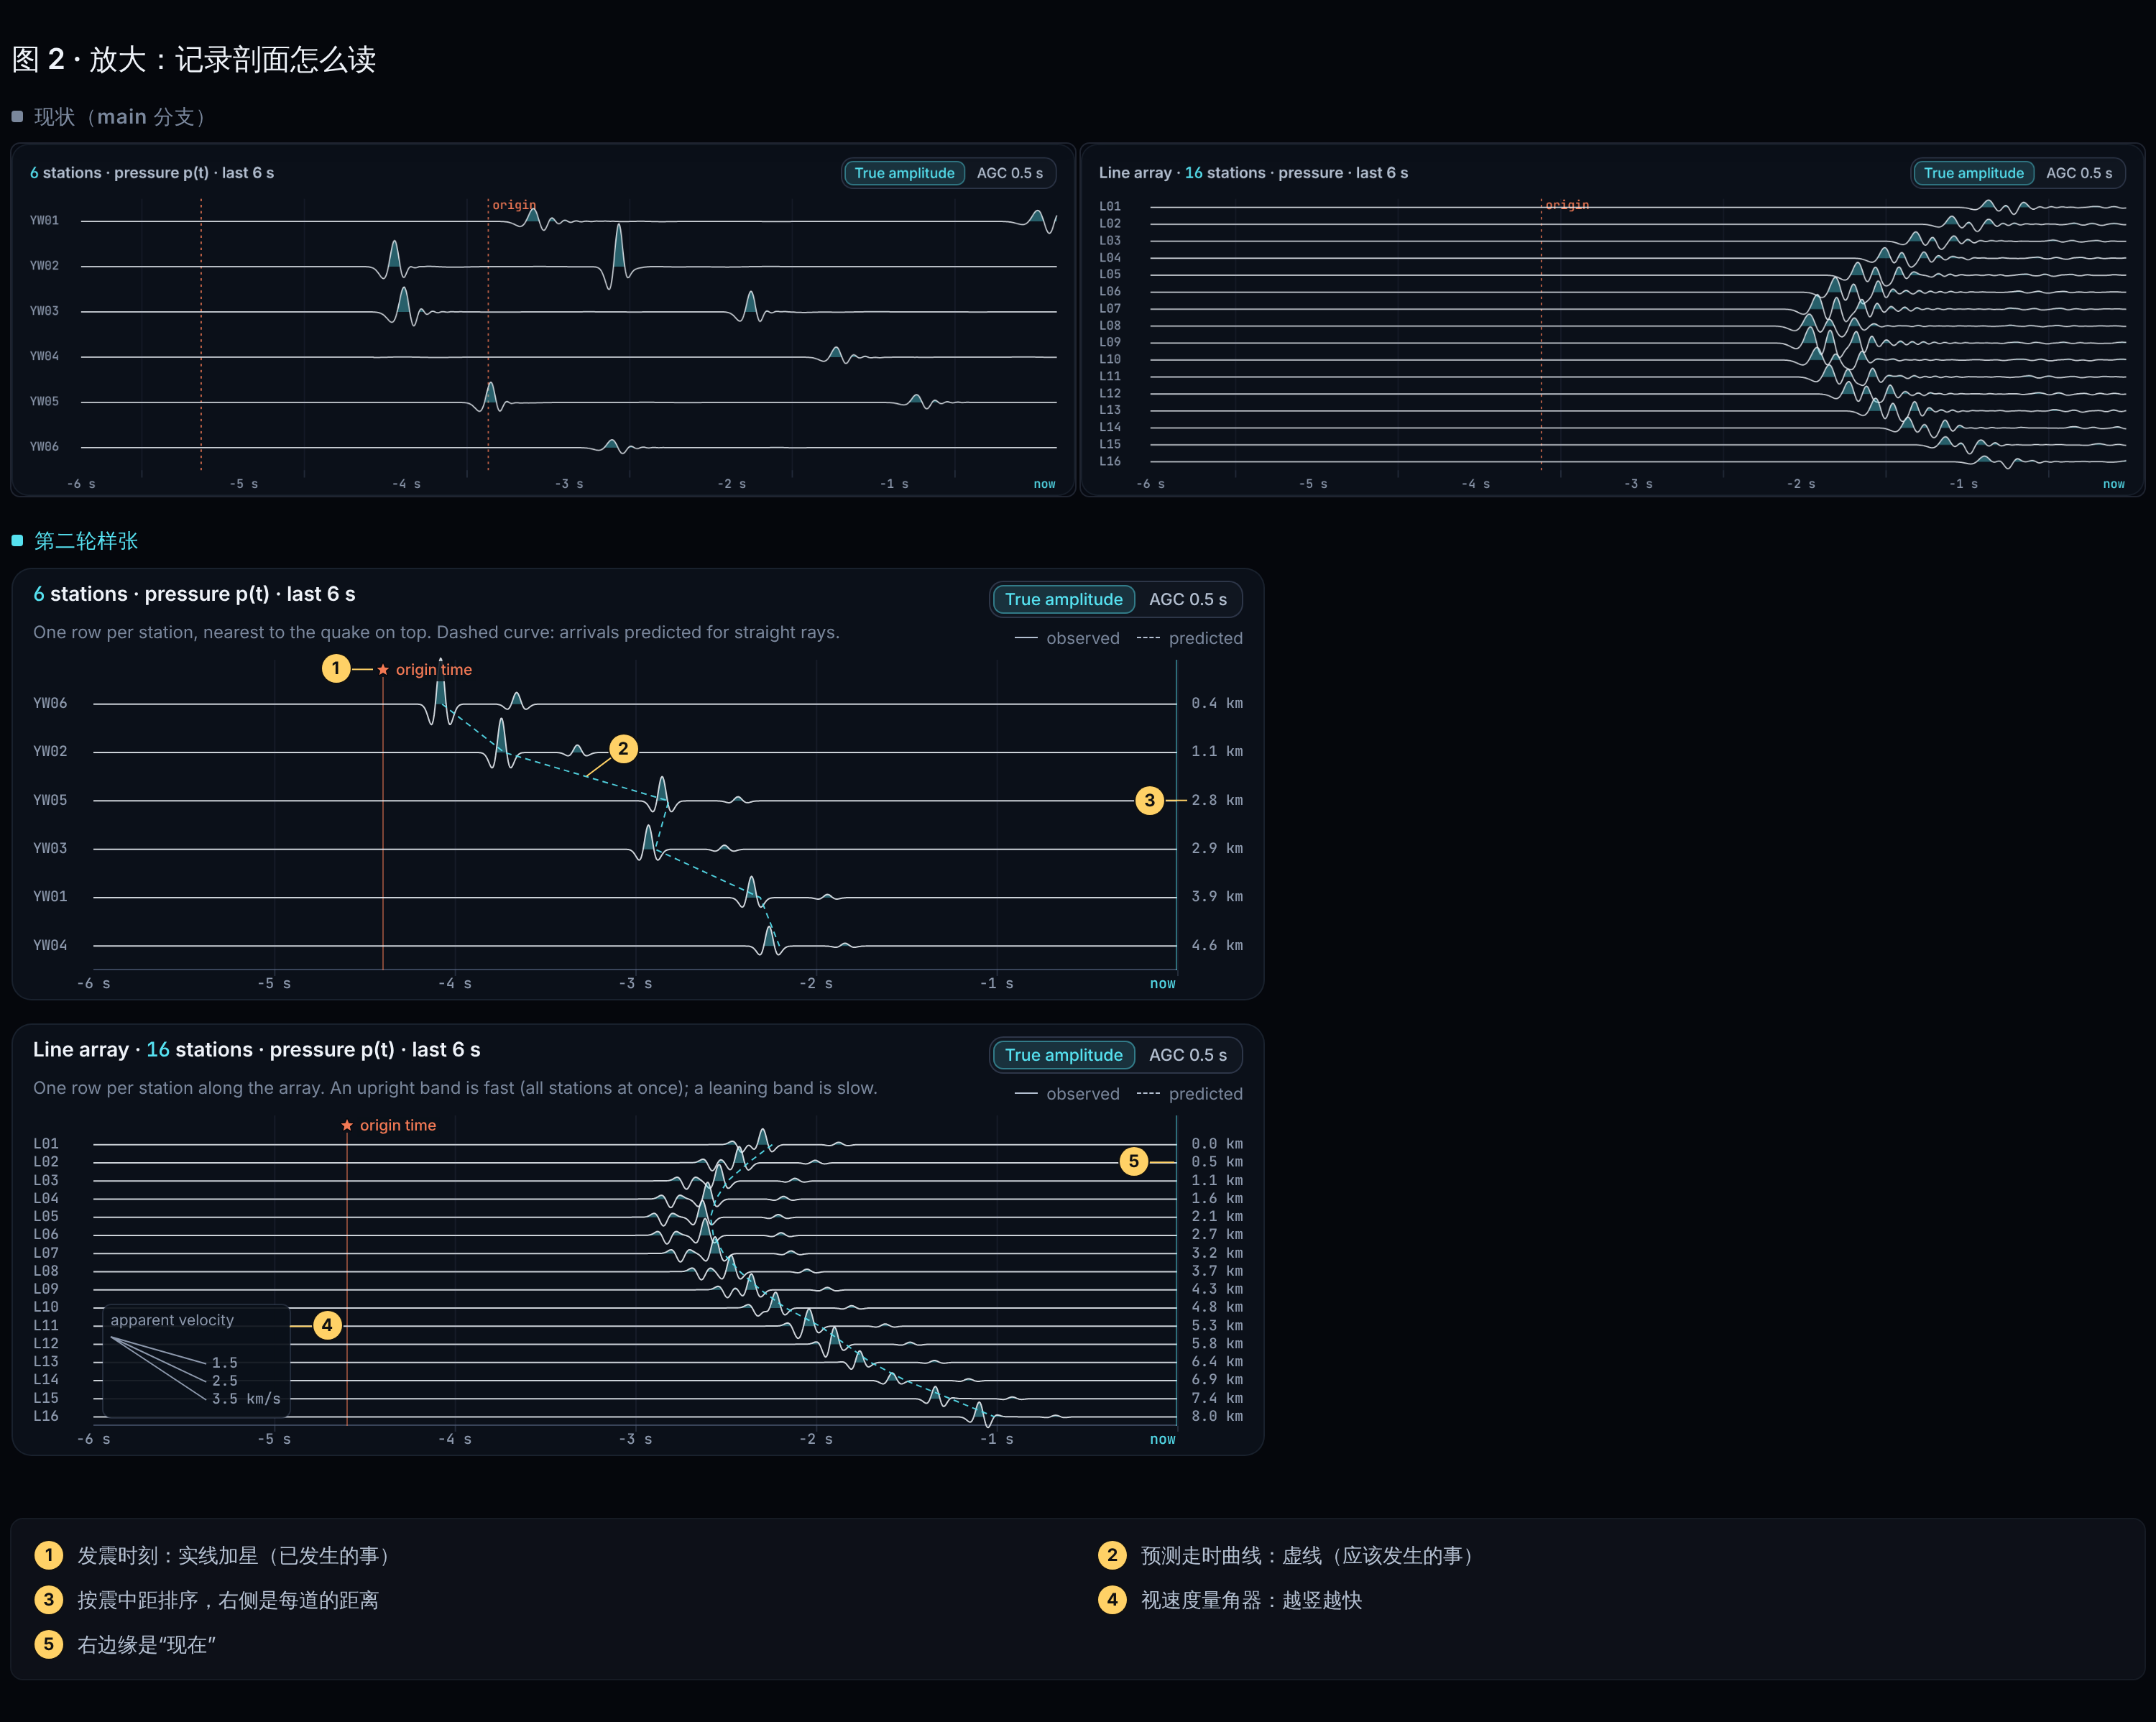 图 2 · 放大：记录剖面怎么读
现状（main 分支）
6 stations · pressure p(t) · last 6 s
True amplitude AGC 0.5 s
origin
YW01
YW02
YW03
YW04
YW05
YW06
-6 s -5 s -4 s -3 s -2 s -1 s now
Line array · 16 stations · pressure · last 6 s
True amplitude AGC 0.5 s
origin
L01
L02
L03
L04
L05
L06
L07
L08
L09
L10
L11
L12
L13
L14
L15
L16
-6 s -5 s -4 s -3 s -2 s -1 s now
第二轮样张
6 stations · pressure p(t) · last 6 s
True amplitude AGC 0.5 s
One row per station, nearest to the quake on top. Dashed curve: arrivals predicted for straight rays.
observed predicted
1 ★ origin time
YW06 0.4 km
YW02 2 1.1 km
YW05 3 2.8 km
YW03 2.9 km
YW01 3.9 km
YW04 4.6 km
-6 s -5 s -4 s -3 s -2 s -1 s now
Line array · 16 stations · pressure p(t) · last 6 s
True amplitude AGC 0.5 s
One row per station along the array. An upright band is fast (all stations at once); a leaning band is slow.
observed predicted
★ origin time
L01 0.0 km
L02 5 0.5 km
L03 1.1 km
L04 1.6 km
L05 2.1 km
L06 2.7 km
L07 3.2 km
L08 3.7 km
L09 4.3 km
L10 4.8 km
L11 4 5.3 km
L12 5.8 km
L13 6.4 km
L14 6.9 km
L15 7.4 km
L16 8.0 km
apparent velocity
1.5
2.5
3.5 km/s
-6 s -5 s -4 s -3 s -2 s -1 s now
1 发震时刻：实线加星（已发生的事）
2 预测走时曲线：虚线（应该发生的事）
3 按震中距排序，右侧是每道的距离
4 视速度量角器：越竖越快
5 右边缘是“现在”